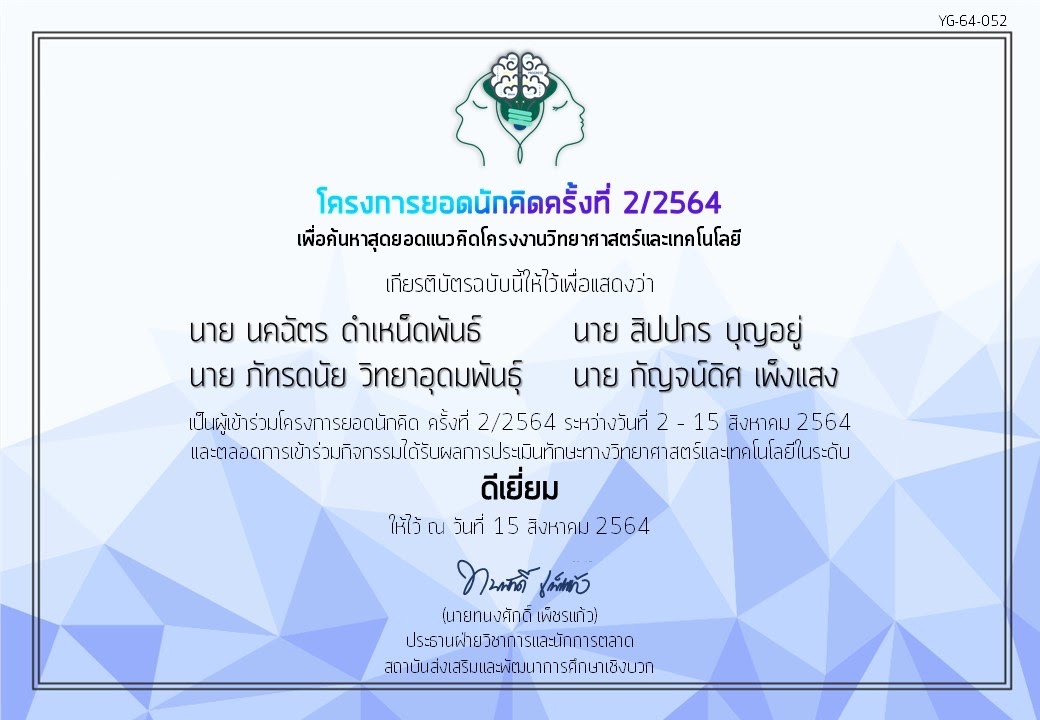 YG-64-052
โครงการยอดนักคิดครั้งที่ 2/2564
เพื่อค้นหาสุดยอดแนวคิดโครงงานวิทยาศาสตร์และเทคโนโลยี
เกียรติบัตรฉบับนี้ให้ไว้เพื่อแสดงว่า
นาย นคฉัตร ดำเหน็ดพันธ์ นาย สิปปกร บุญอยู่
นาย ภัทรดนัย วิทยาอุดมพันธุ์ นาย กัญจน์ดิศ เพ็งแสง
เป็นผู้เข้าร่วมโครงการยอดนักคิด ครั้งที่ 2/2564 ระหว่างวันที่ 2 - 15 สิงหาคม 2564
และตลอดการเข้าร่วมกิจกรรมได้รับผลการประเมินทักษะทางวิทยาศาสตร์และเทคโนโลยีในระดับ
ดีเยี่ยม
ให้ไว้ ณ วันที่ 15 สิงหาคม 2564
(นายทนงศักดิ์ เพ็ชรแก้ว)
ประธานฝ่ายวิชาการและนักการตลาด
สถาบันส่งเสริมและพัฒนาการศึกษาเชิงบวก